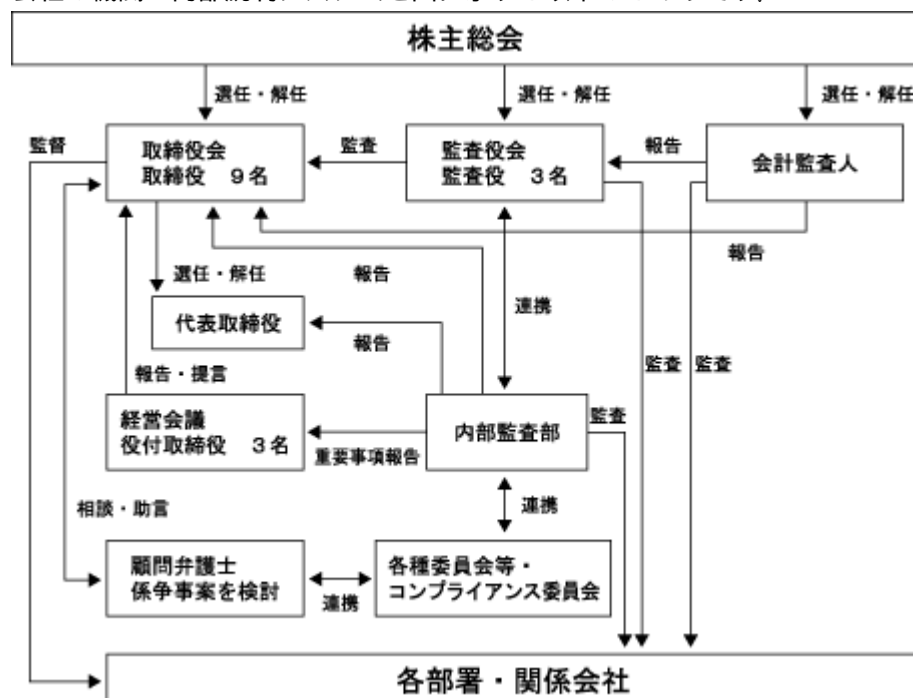 株主総会
選任・解任
選任・解任
選任・解任
監督
取締役会
取締役 9名
監査
監査役会
監査役 3名
報告
会計監査人
報告
選任・解任
報告
連携
代表取締役
報告
監査
監査
報告・提言
経営会議
役付取締役 3名
重要事項報告
内部監査部
監査
相談・助言
連携
顧問弁護士
係争事案を検討
連携
各種委員会等・
コンプライアンス委員会
各部署・関係会社